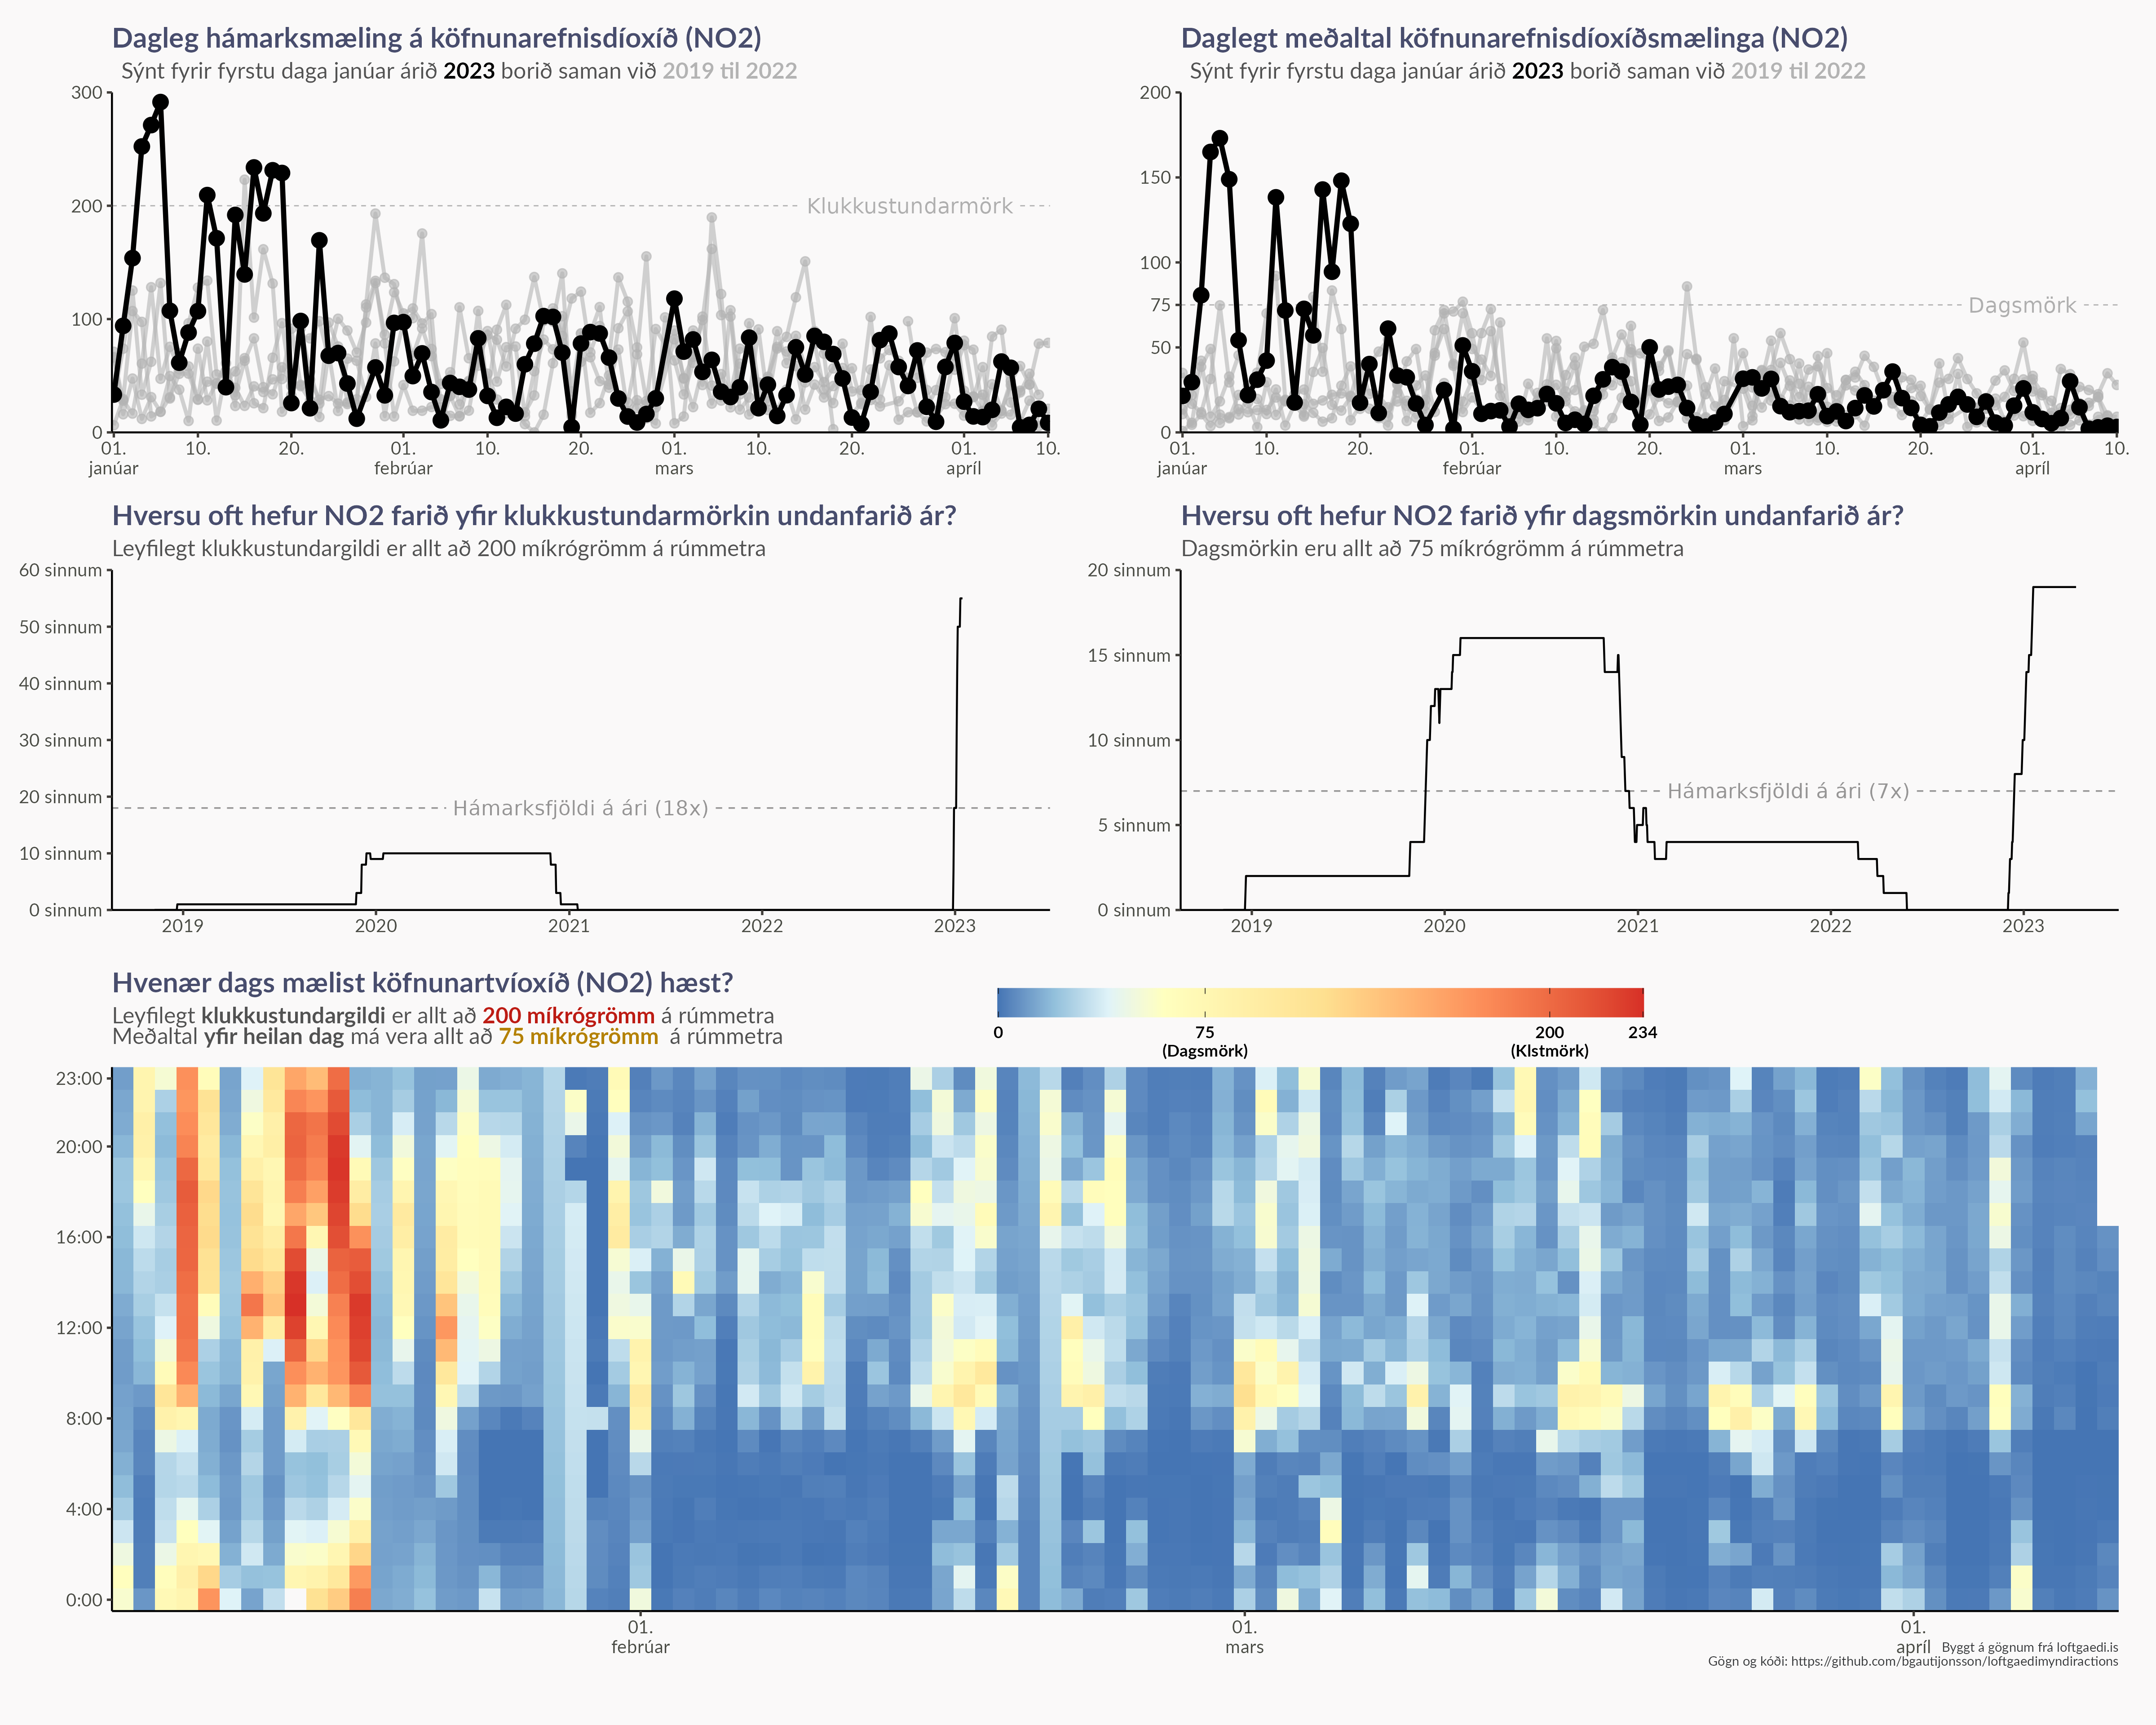 Dagleg hámarksmæling á köfnunarefnisdíoxíð (NO2)
Sýnt fyrir fyrstu daga janúar árið 2023 borið saman við 2019 til 2022
300
200
100
0
Klukkustundarmörk
01. 10. 20. 01. 10. 20. 01. 10. 20. 01. 10.
janúar febrúar mars apríl
Daglegt meðaltal köfnunarefnisdíoxíðsmælinga (NO2)
Sýnt fyrir fyrstu daga janúar árið 2023 borið saman við 2019 til 2022
200
150
100
75
50
0
Dagsmörk
01. 10. 20. 01. 10. 20. 01. 10. 20. 01. 10.
janúar febrúar mars apríl
Hversu oft hefur NO2 farið yfir klukkustundarmörkin undanfarið ár?
Leyfilegt klukkustundargildi er allt að 200 míkrógrömm á rúmmetra
60 sinnum
50 sinnum
40 sinnum
30 sinnum
20 sinnum
10 sinnum
0 sinnum
Hámarksfjöldi á ári (18x)
2019 2020 2021 2022 2023
Hversu oft hefur NO2 farið yfir dagsmörkin undanfarið ár?
Dagsmörkin eru allt að 75 míkrógrömm á rúmmetra
20 sinnum
15 sinnum
10 sinnum
5 sinnum
0 sinnum
Hámarksfjöldi á ári (7x)
2019 2020 2021 2022 2023
Hvenær dags mælist köfnunartvíoxíð (NO2) hæst?
Leyfilegt klukkustundargildi er allt að 200 míkrógrömm á rúmmetra
Meðaltal yfir heilan dag má vera allt að 75 míkrógrömm á rúmmetra
0 75 200 234
(Dagsmörk) (Klstmörk)
23:00
20:00
16:00
12:00
8:00
4:00
0:00
01. 01. 01.
febrúar mars apríl
Byggt á gögnum frá loftgaedi.is
Gögn og kóði: https://github.com/bgautijonsson/loftgaedimyndiractions